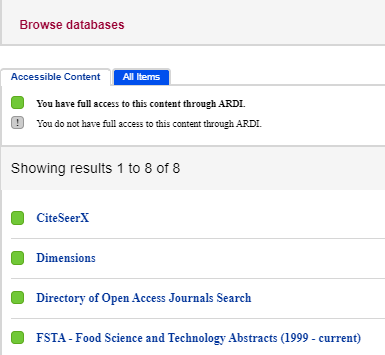 Browse databases
Accessible Content All Items
You have full access to this content through ARDI.
! You do not have full access to this content through ARDI.
Showing results 1 to 8 of 8
CiteSeerX
Dimensions
Directory of Open Access Journals Search
FSTA - Food Science and Technology Abstracts (1999 - current)